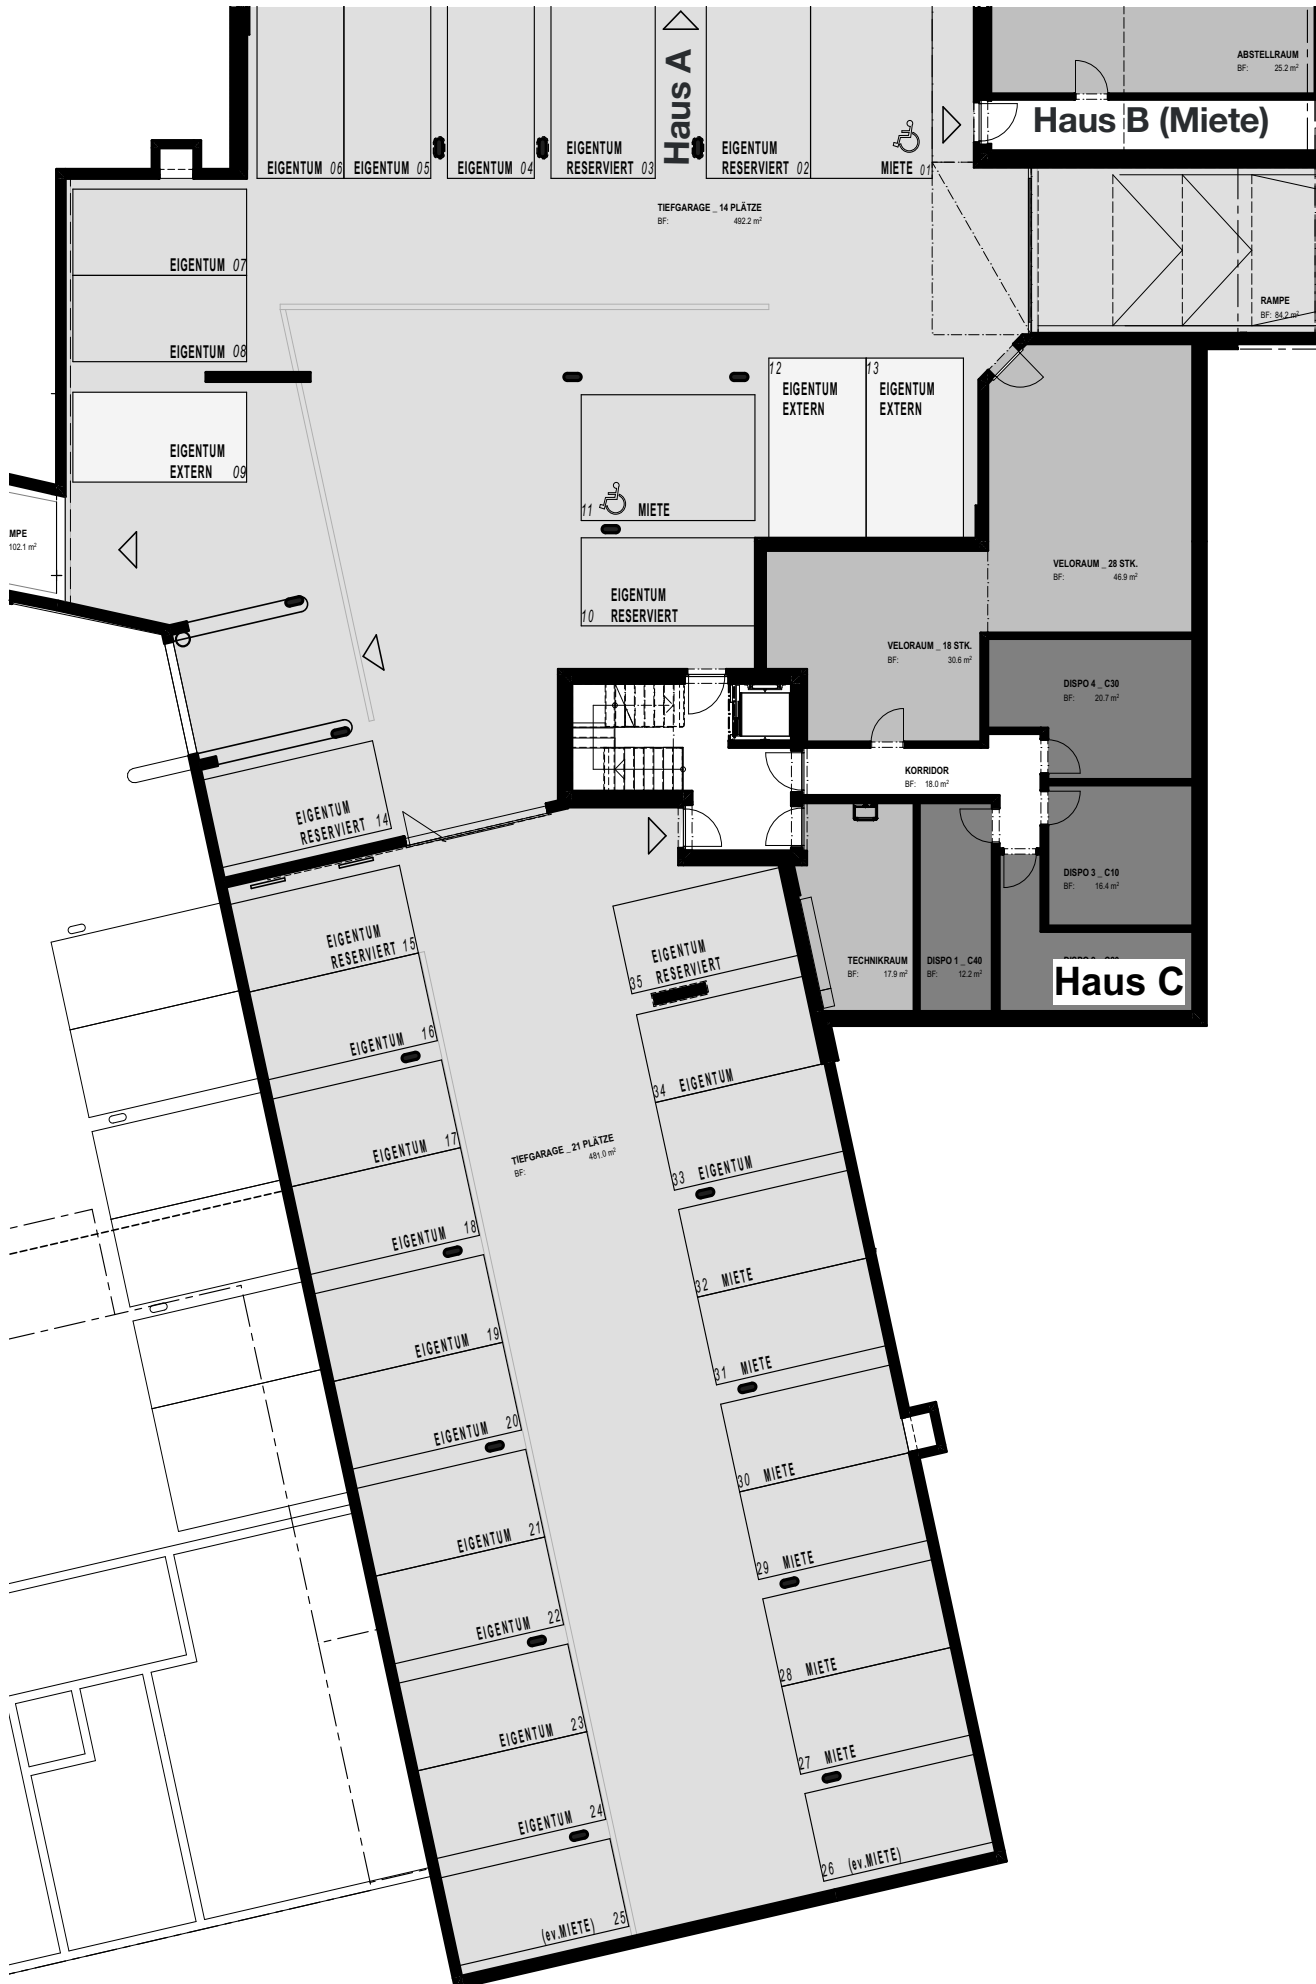 Haus A
ABSTELLRAUM
BF: 25.2 m²
Haus B (Miete)
EIGENTUM 06
EIGENTUM 05
EIGENTUM 04
EIGENTUM
RESERVIERT 03
EIGENTUM
RESERVIERT 02
MIETE 01
TIEFGARAGE _ 14 PLÄTZE
BF: 492.2 m²
EIGENTUM 07
EIGENTUM 08
RAMPE
BF: 84.2 m²
EIGENTUM
EXTERN 09
12
EIGENTUM
EXTERN
13
EIGENTUM
EXTERN
11 MIETE
MPE
102.1 m²
VELORAUM _ 28 STK.
BF: 46.9 m²
EIGENTUM
10 RESERVIERT
VELORAUM _ 18 STK.
BF: 30.6 m²
DISPO 4 _ C30
BF: 20.7 m²
KORRIDOR
BF: 18.0 m²
EIGENTUM
RESERVIERT 14
DISPO 3 _ C10
BF: 16.4 m²
EIGENTUM
RESERVIERT 15
EIGENTUM
35 RESERVIERT
TECHNIKRAUM
BF: 17.9 m²
DISPO 1 _ C40
BF: 12.2 m²
Haus C
EIGENTUM 16
34 EIGENTUM
TIEFGARAGE _ 21 PLÄTZE
BF: 481.0 m²
EIGENTUM 17
33 EIGENTUM
EIGENTUM 18
32 MIETE
EIGENTUM 19
31 MIETE
EIGENTUM 20
30 MIETE
EIGENTUM 21
29 MIETE
EIGENTUM 22
28 MIETE
EIGENTUM 23
27 MIETE
EIGENTUM 24
26 (ev.MIETE)
(ev.MIETE) 25